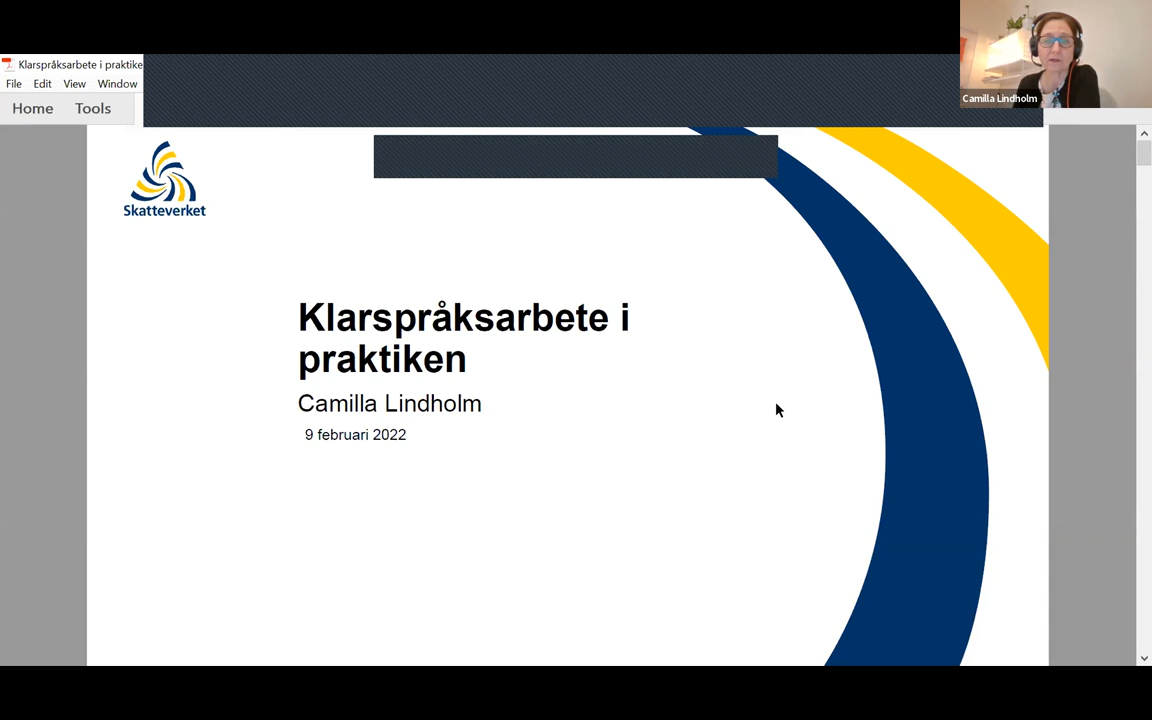 Klarspråksarbete i praktike
File Edit View Window
Home Tools
Camilla Lindholm
Skatteverket
Klarspråksarbete i
praktiken
Camilla Lindholm
9 februari 2022